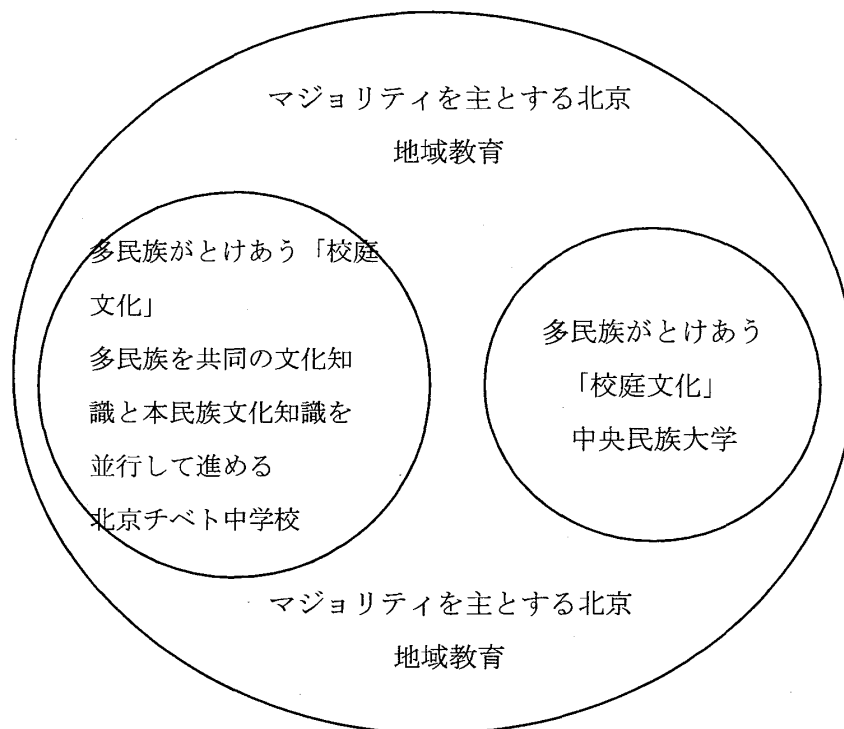 マジョリティを主とする北京
地域教育
多民族がとけあう「校庭
文化」
多民族を共同の文化知
識と本民族文化知識を
並行して進める
北京チベト中学校
多民族がとけあう
「校庭文化」
中央民族大学
マジョリティを主とする北京
地域教育